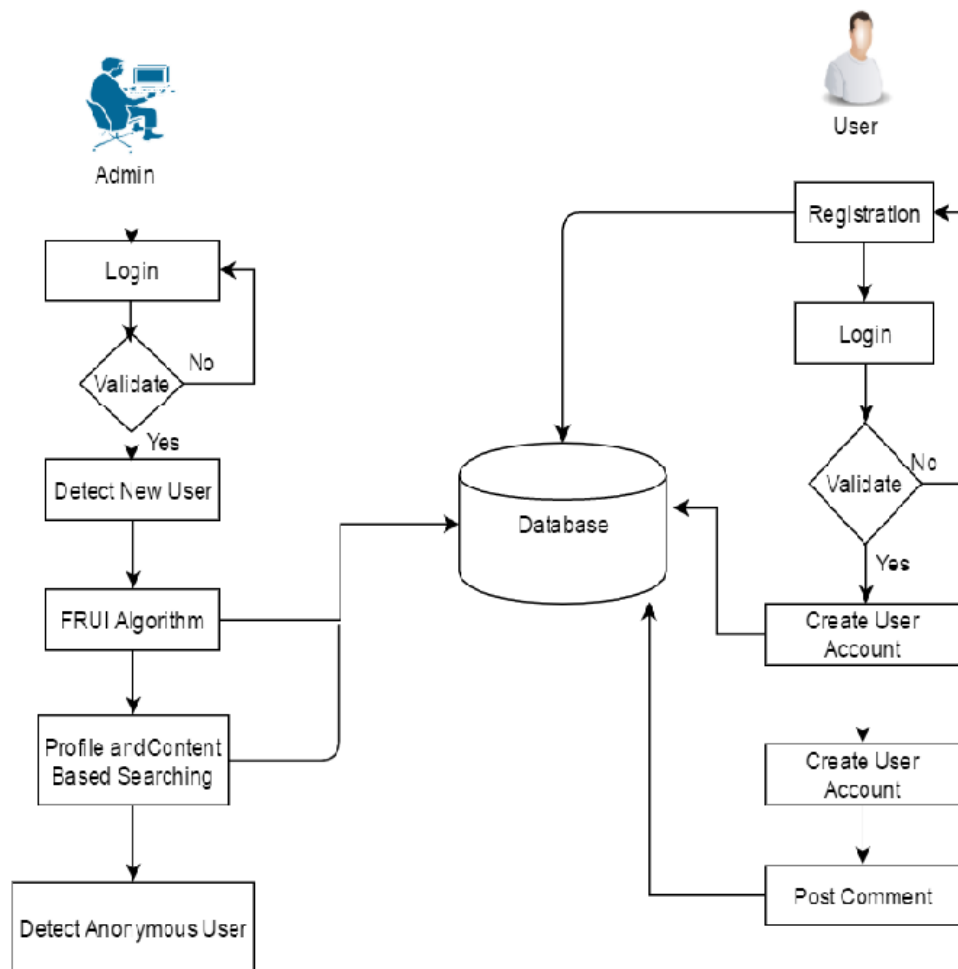 Admin
Login
No
Validate
Yes
Detect New User
FRUI Algorithm
Profile and Content
Based Searching
Detect Anonymous User
Database
User
Registration
Login
No
Validate
Yes
Create User
Account
Create User
Account
Post Comment